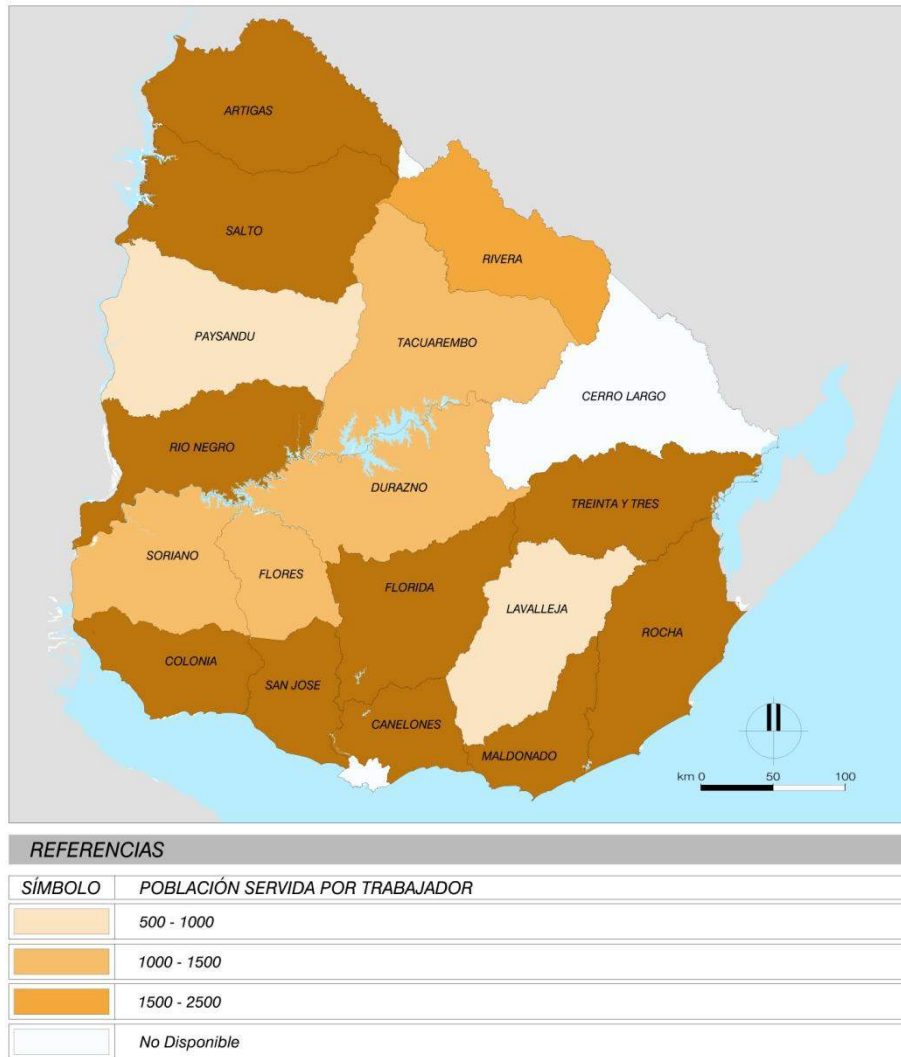 ARTIGAS
SALTO
RIVERA
PAYSANDU
TACUAREMBO
CERRO LARGO
RIO NEGRO
DURAZNO
TREINTA Y TRES
SORIANO
FLORES
FLORIDA
LAVALLEJA
ROCHA
COLONIA
SAN JOSE
CANELONES
MALDONADO
km 0 50 100
REFERENCIAS
SÍMBOLO POBLACIÓN SERVIDA POR TRABAJADOR
500 - 1000
1000 - 1500
1500 - 2500
No Disponible